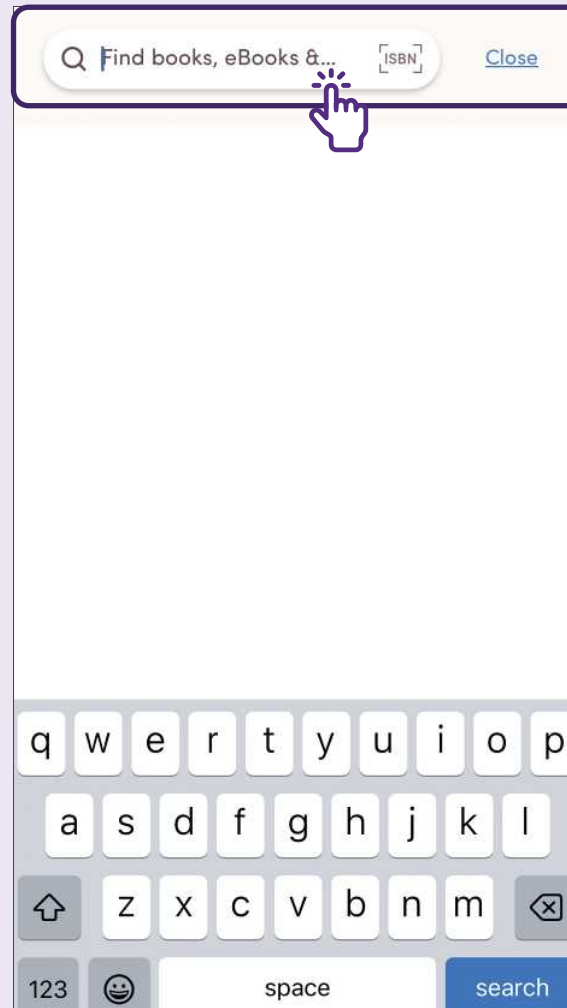 Find books, eBooks &... ISBN Close
q w e r t y u i o p
a s d f g h j k l
z x c v b n m
123 space search